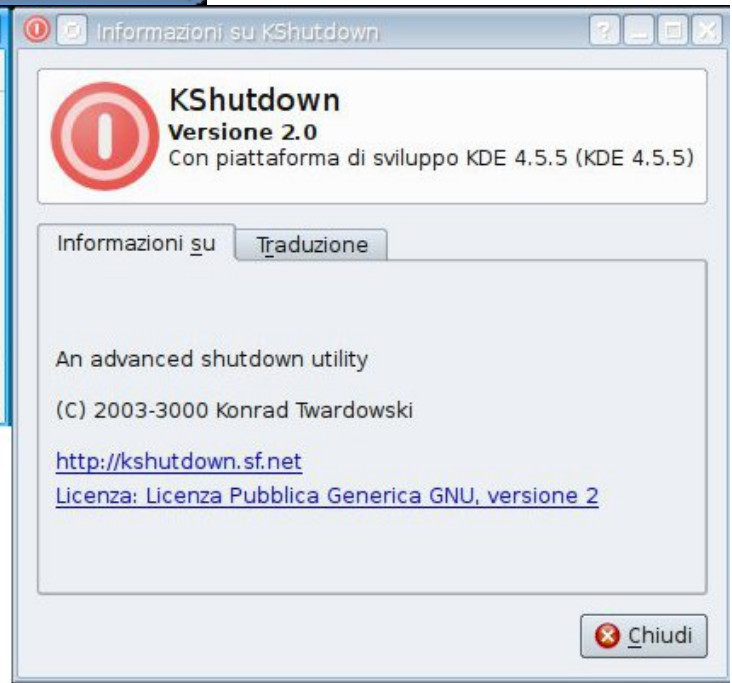 Informazioni su KShutdown
KShutdown
Versione 2.0
Con piattaforma di sviluppo KDE 4.5.5 (KDE 4.5.5)
Informazioni su
Traduzione
An advanced shutdown utility
(C) 2003-3000 Konrad Twardowski
http://kshutdown.sf.net
Licenza: Licenza Pubblica Generica GNU, versione 2
Chiudi